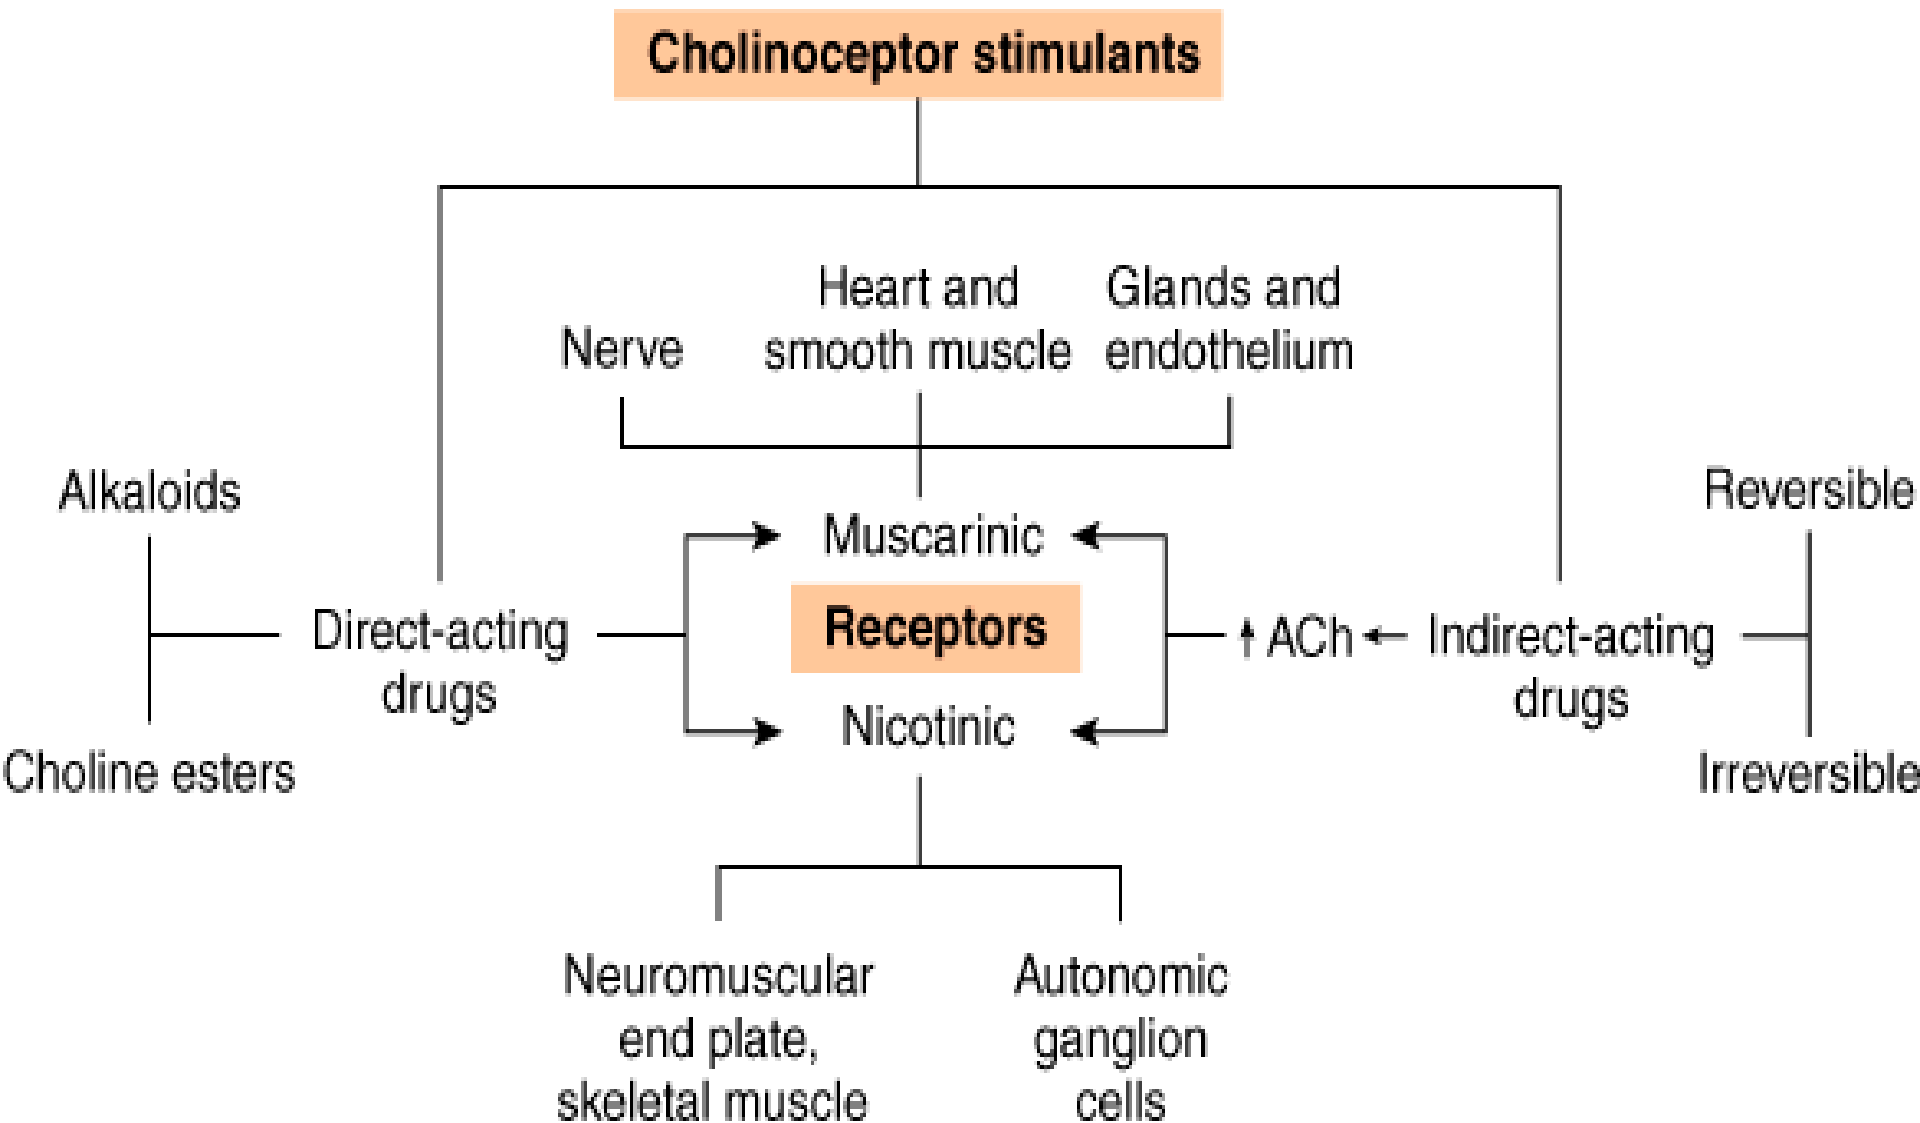 Cholinoceptor stimulants
Nerve
Heart and
smooth muscle
Glands and
endothelium
Alkaloids
Choline esters
Direct-acting
drugs
Muscarinic
Receptors
Nicotinic
↑ ACh ←
Indirect-acting
drugs
Reversible
Irreversible
Neuromuscular
end plate,
skeletal muscle
Autonomic
ganglion
cells